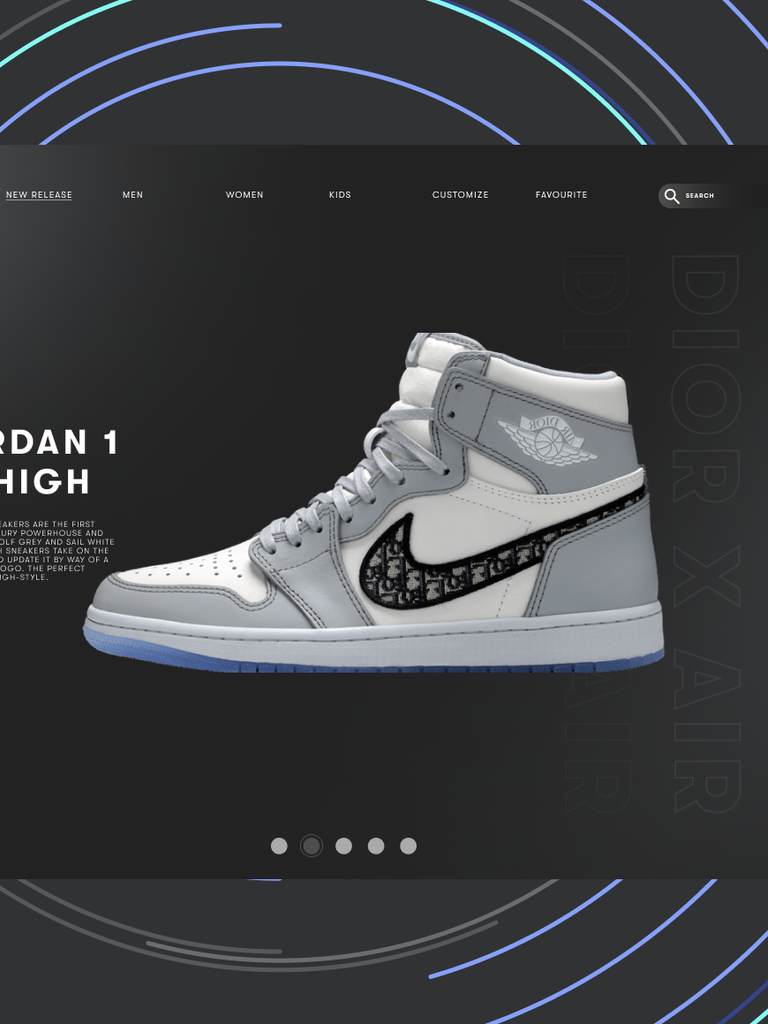 NEW RELEASE MEN WOMEN KIDS CUSTOMIZE FAVOURITE SEARCH
RDAN 1
HIGH
EAKERS ARE THE FIRST
URY POWERHOUSE AND
OLF GREY AND SAIL WHITE
H SNEAKERS TAKE ON THE
D UPDATE IT BY WAY OF A
OGO. THE PERFECT
IGH-STYLE.
AIR DIOR
DIOR X AIR
DI
AIR